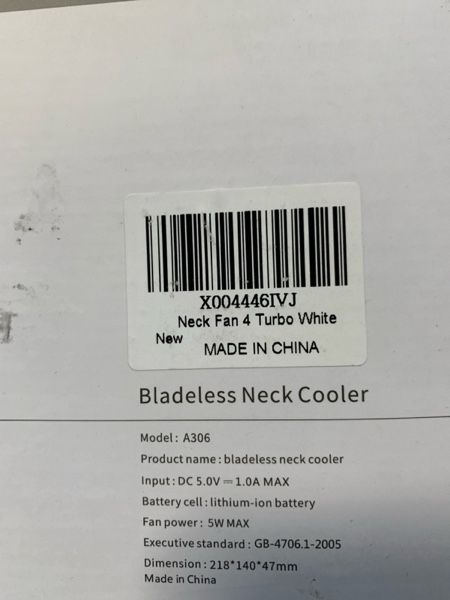 X004446IVJ
Neck Fan 4 Turbo White
New
MADE IN CHINA
Bladeless Neck Cooler
Model : A306
Product name : bladeless neck cooler
Input : DC 5.0V ⎓ 1.0A MAX
Battery cell : lithium-ion battery
Fan power : 5W MAX
Executive standard : GB-4706.1-2005
Dimension : 218*140*47mm
Made in China